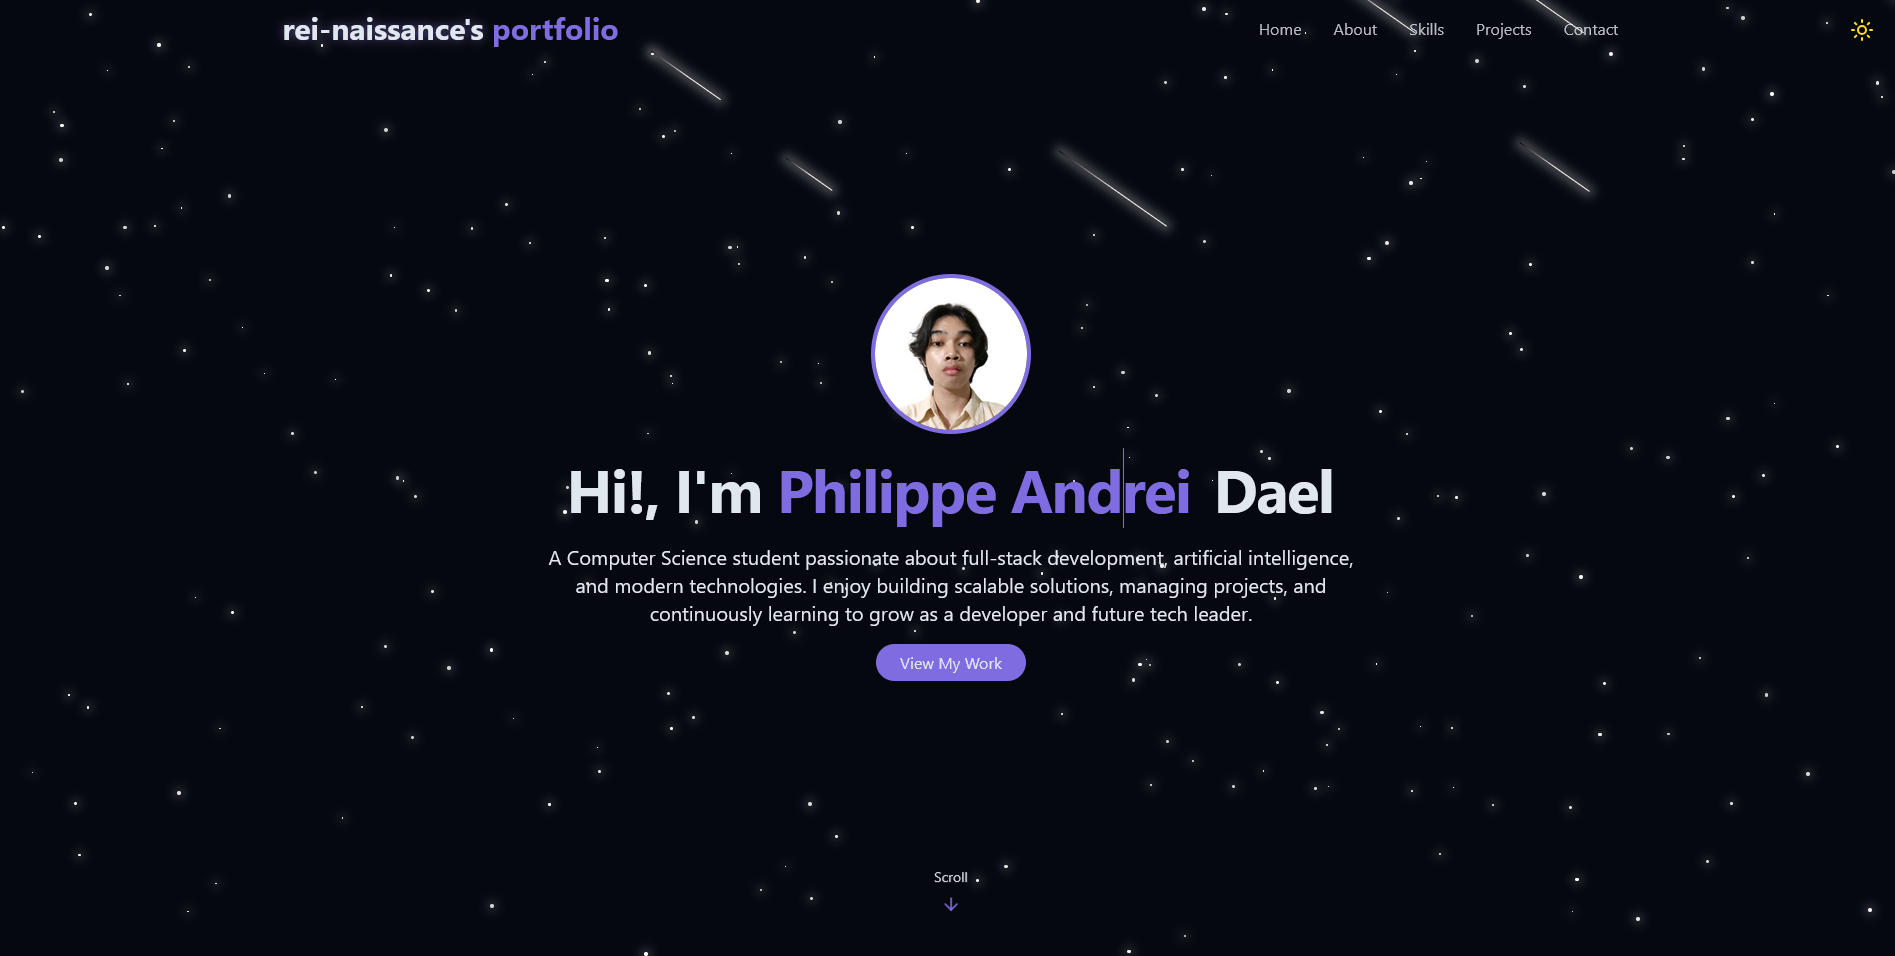 rei-naissance's portfolio
Home About Skills Projects Contact
Hi!, I'm Philippe Andrei Dael
A Computer Science student passionate about full-stack development, artificial intelligence,
and modern technologies. I enjoy building scalable solutions, managing projects, and
continuously learning to grow as a developer and future tech leader.
View My Work
Scroll